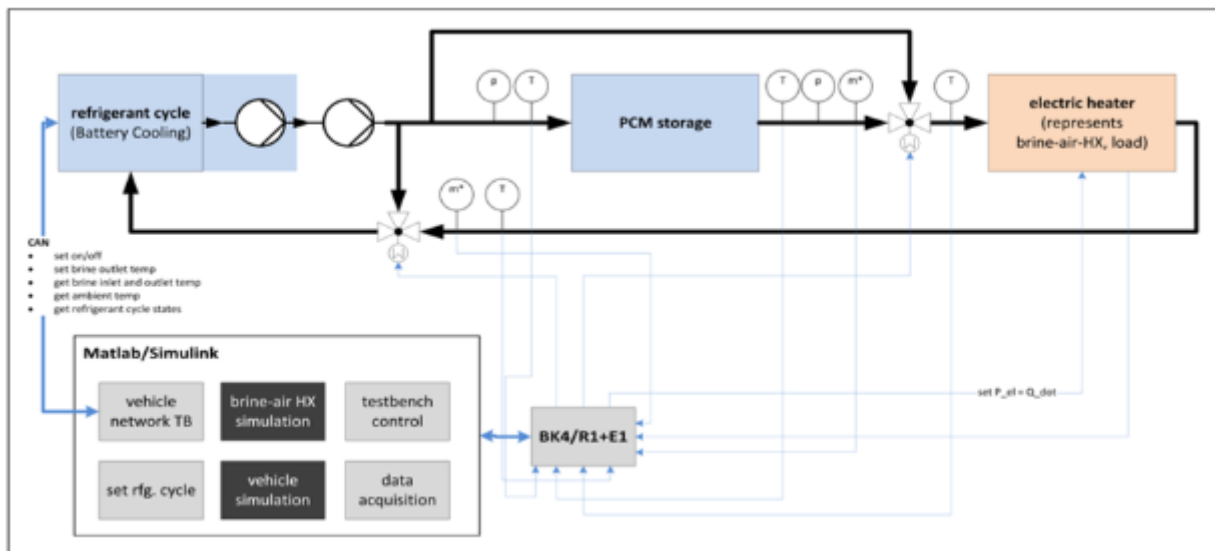 refrigerant cycle
(Battery Cooling)
p
T
PCM storage
T
p
m*
T
electric heater
(represents
brine-air-HX, load)
m*
T
CAN
• set on/off
• set brine outlet temp
• get brine inlet and outlet temp
• get ambient temp
• get refrigerant cycle states
Matlab/Simulink
vehicle
network TB
brine-air HX
simulation
testbench
control
set rfg. cycle
vehicle
simulation
data
acquisition
BK4/R1+E1
set P_el = Q_dot